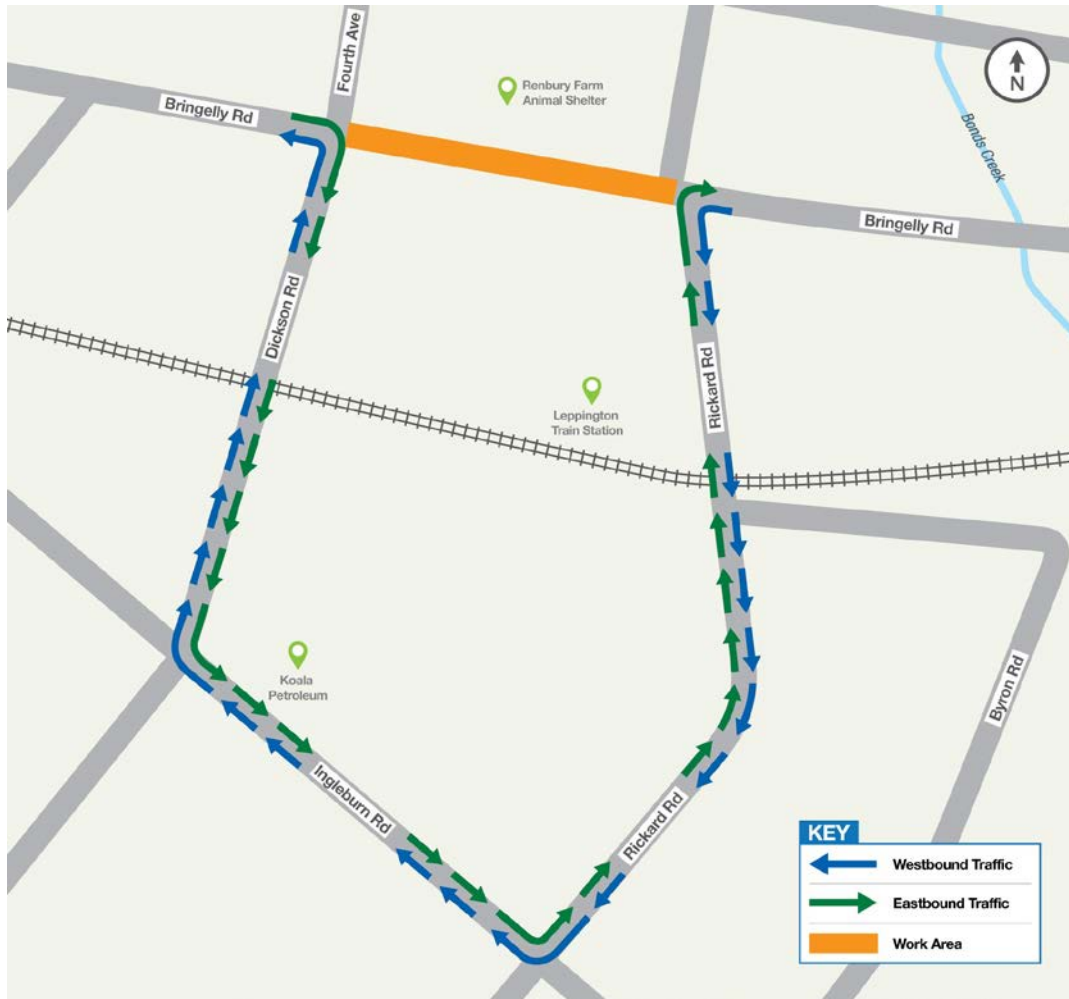 Fourth Ave
Renbury Farm
Animal Shelter
N
Bringelly Rd
Bonds Creek
Bringelly Rd
Dickson Rd
Rickard Rd
Leppington
Train Station
Koala
Petroleum
Byron Rd
Ingleburn Rd
Rickard Rd
KEY
Westbound Traffic
Eastbound Traffic
Work Area